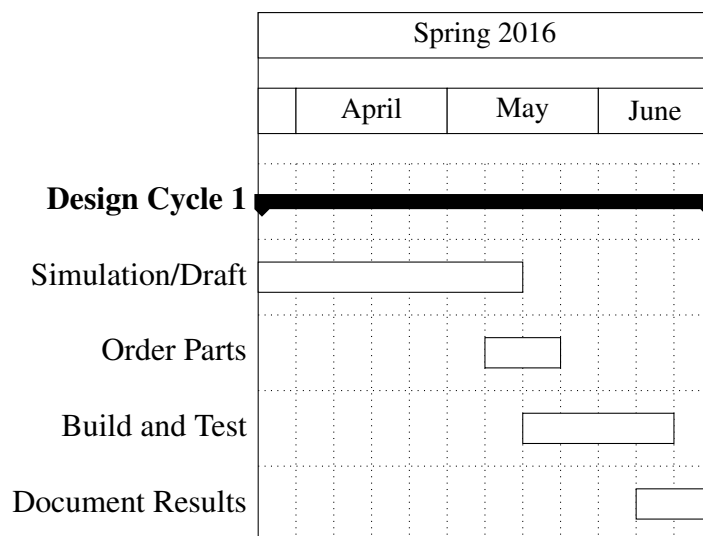 Spring 2016
April May June
Design Cycle 1
Simulation/Draft
Order Parts
Build and Test
Document Results